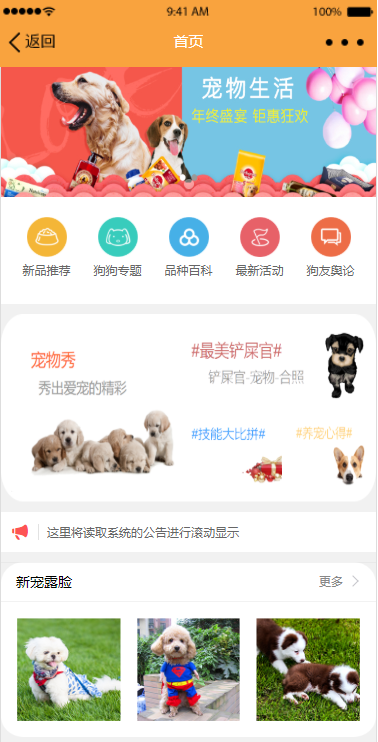 9:41 AM
100%
返回
首页
宠物生活
年终盛宴 钜惠狂欢
新品推荐
狗狗专题
品种百科
最新活动
狗友舆论
宠物秀
秀出爱宠的精彩
#最美铲屎官#
铲屎官-宠物-合照
#技能大比拼#
#养宠心得#
这里将读取系统的公告进行滚动显示
新宠露脸
更多